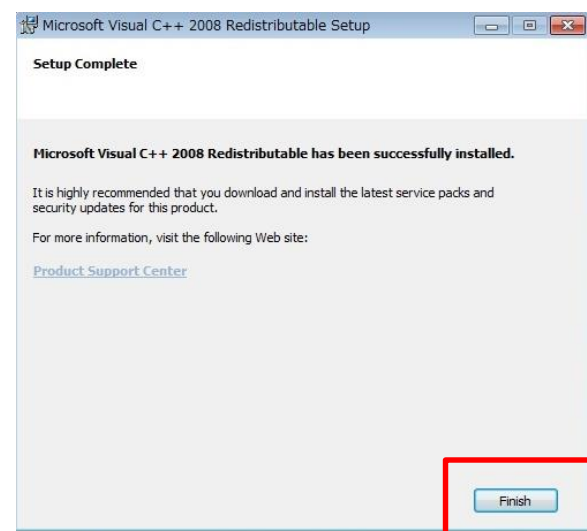 Microsoft Visual C++ 2008 Redistributable Setup
Setup Complete
Microsoft Visual C++ 2008 Redistributable has been successfully installed.
It is highly recommended that you download and install the latest service packs and
security updates for this product.
For more information, visit the following Web site:
Product Support Center
Finish